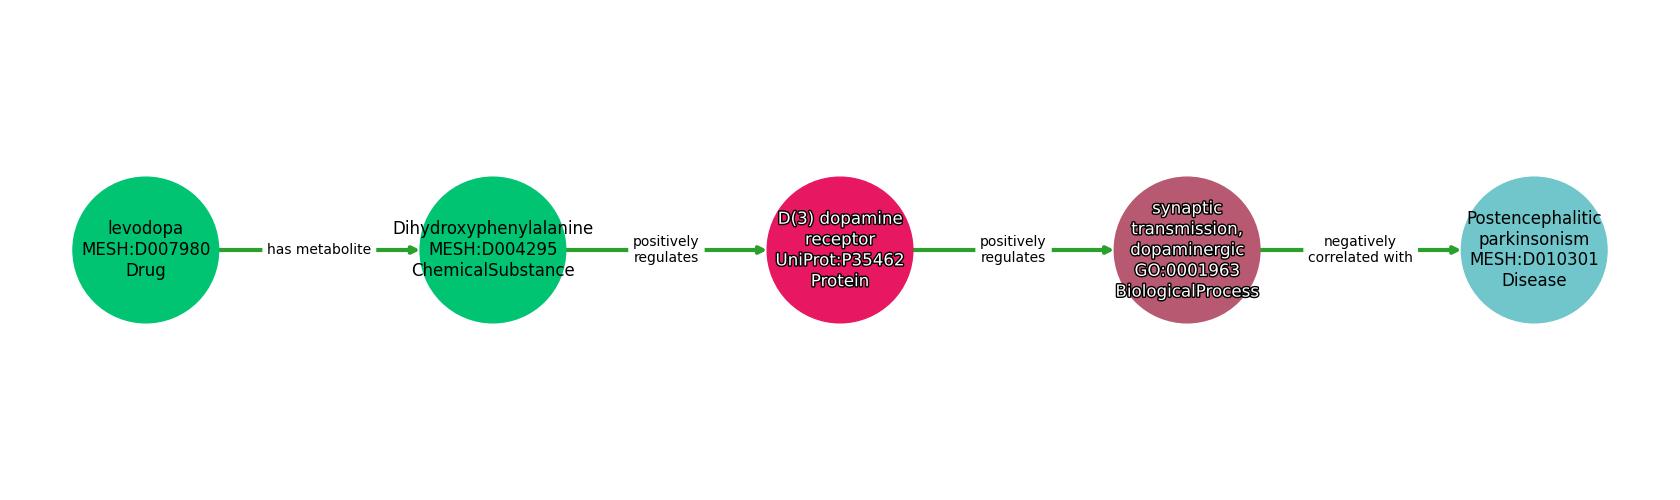 levodopa
MESH:D007980
Drug
has metabolite
Dihydroxyphenylalanine
MESH:D004295
ChemicalSubstance
positively
regulates
D(3) dopamine
receptor
UniProt:P35462
Protein
positively
regulates
synaptic
transmission,
dopaminergic
GO:0001963
BiologicalProcess
negatively
correlated with
Postencephalitic
parkinsonism
MESH:D010301
Disease